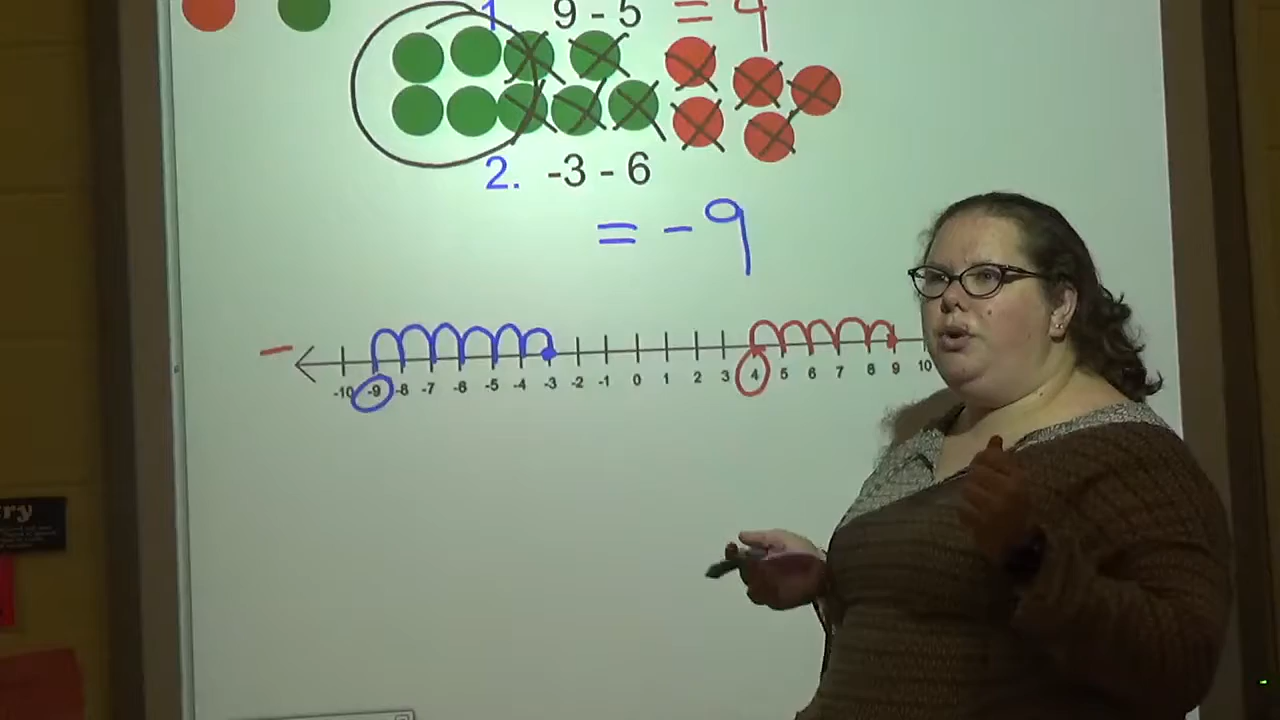 1. 9 - 5 = 4
2. -3 - 6
= -9
-
-10 -9 -8 -7 -6 -5 -4 -3 -2 -1 0 1 2 3 4 5 6 7 8 9 10
ry